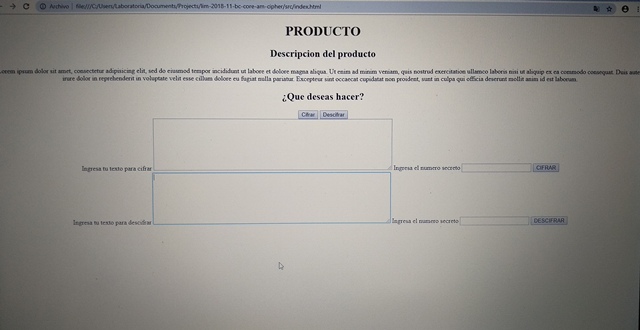 Archivo | file:///C:/Users/Laboratoria/Documents/Projects/lim-2018-11-bc-core-am-cipher/src/index.html
PRODUCTO
Descripcion del producto
Lorem ipsum dolor sit amet, consectetur adipisicing elit, sed do eiusmod tempor incididunt ut labore et dolore magna aliqua. Ut enim ad minim veniam, quis nostrud exercitation ullamco laboris nisi ut aliquip ex ea commodo consequat. Duis aute
irure dolor in reprehenderit in voluptate velit esse cillum dolore eu fugiat nulla pariatur. Excepteur sint occaecat cupidatat non proident, sunt in culpa qui officia deserunt mollit anim id est laborum.
¿Que deseas hacer?
Cifrar Descifrar
Ingresa tu texto para cifrar Ingresa el numero secreto CIFRAR
Ingresa tu texto para descifrar Ingresa el numero secreto DESCIFRAR